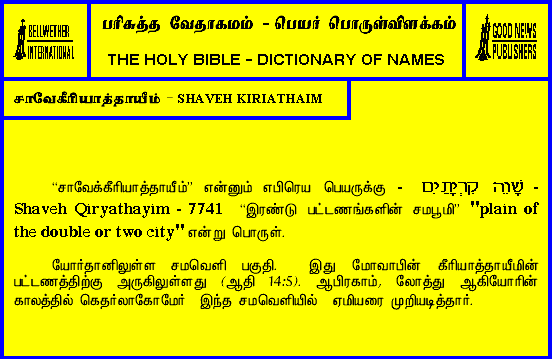 BELLWETHER
INTERNATIONAL
பரிசுத்த வேதாகமம் - பெயர் பொருள்விளக்கம்
THE HOLY BIBLE - DICTIONARY OF NAMES
GOOD NEWS
PUBLISHERS
சாவேகீரியாத்தாயீம் - SHAVEH KIRIATHAIM
“சாவேக்கீரியாத்தாயீம்” என்னும் எபிரெய பெயருக்கு - שָׁוֵה קִרְיָתַיִם -
Shaveh Qiryathayim - 7741 “இரண்டு பட்டணங்களின் சமபூமி” "plain of
the double or two city" என்று பொருள்.
யோர்தானிலுள்ள சமவெளி பகுதி. இது மோவாபின் கீரியாத்தாயீமின்
பட்டணத்திற்கு அருகிலுள்ளது (ஆதி 14:5). ஆபிரகாம், லோத்து ஆகியோரின்
காலத்தில் கெதர்லாகோமேர் இந்த சமவெளியில் ஏமியரை முறியடித்தார்.